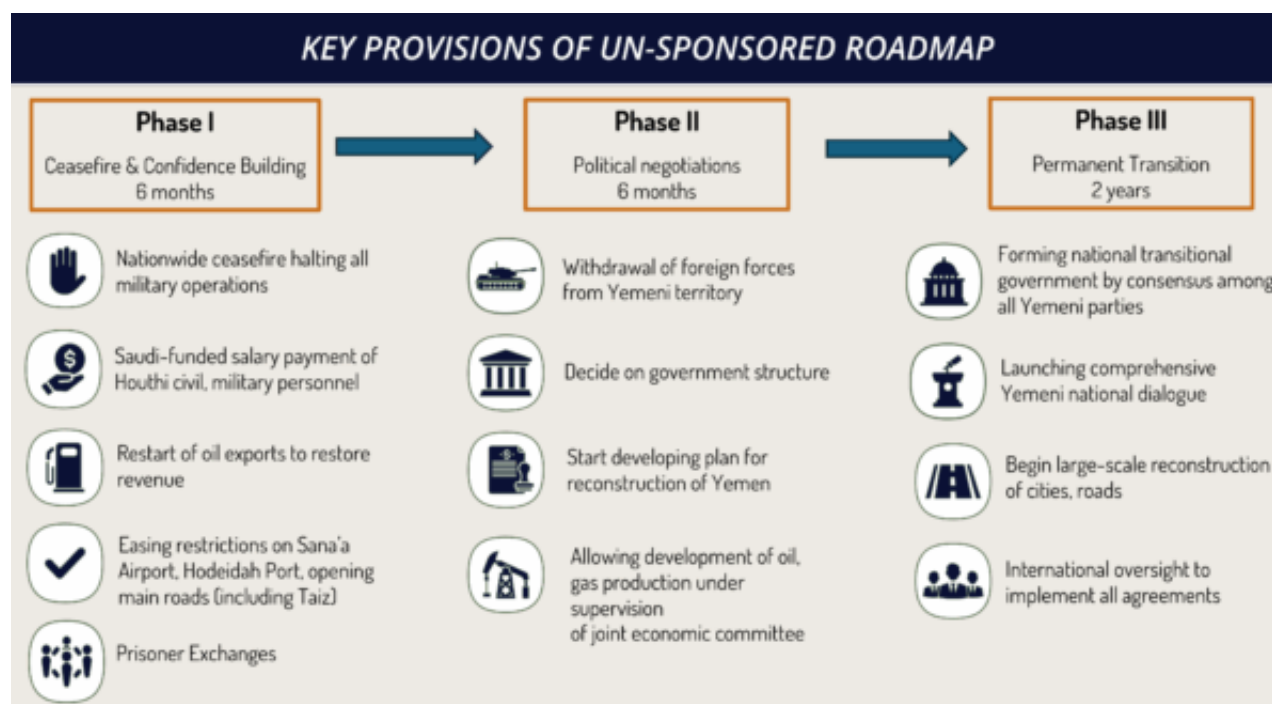 KEY PROVISIONS OF UN-SPONSORED ROADMAP
Phase I
Ceasefire & Confidence Building
6 months
Nationwide ceasefire halting all
military operations
Saudi-funded salary payment of
Houthi civil, military personnel
Restart of oil exports to restore
revenue
Easing restrictions on Sana'a
Airport, Hodeidah Port, opening
main roads (including Taiz)
Prisoner Exchanges
Phase II
Political negotiations
6 months
Withdrawal of foreign forces
from Yemeni territory
Decide on government structure
Start developing plan for
reconstruction of Yemen
Allowing development of oil,
gas production under
supervision
of joint economic committee
Phase III
Permanent Transition
2 years
Forming national transitional
government by consensus among
all Yemeni parties
Launching comprehensive
Yemeni national dialogue
Begin large-scale reconstruction
of cities, roads
International oversight to
implement all agreements